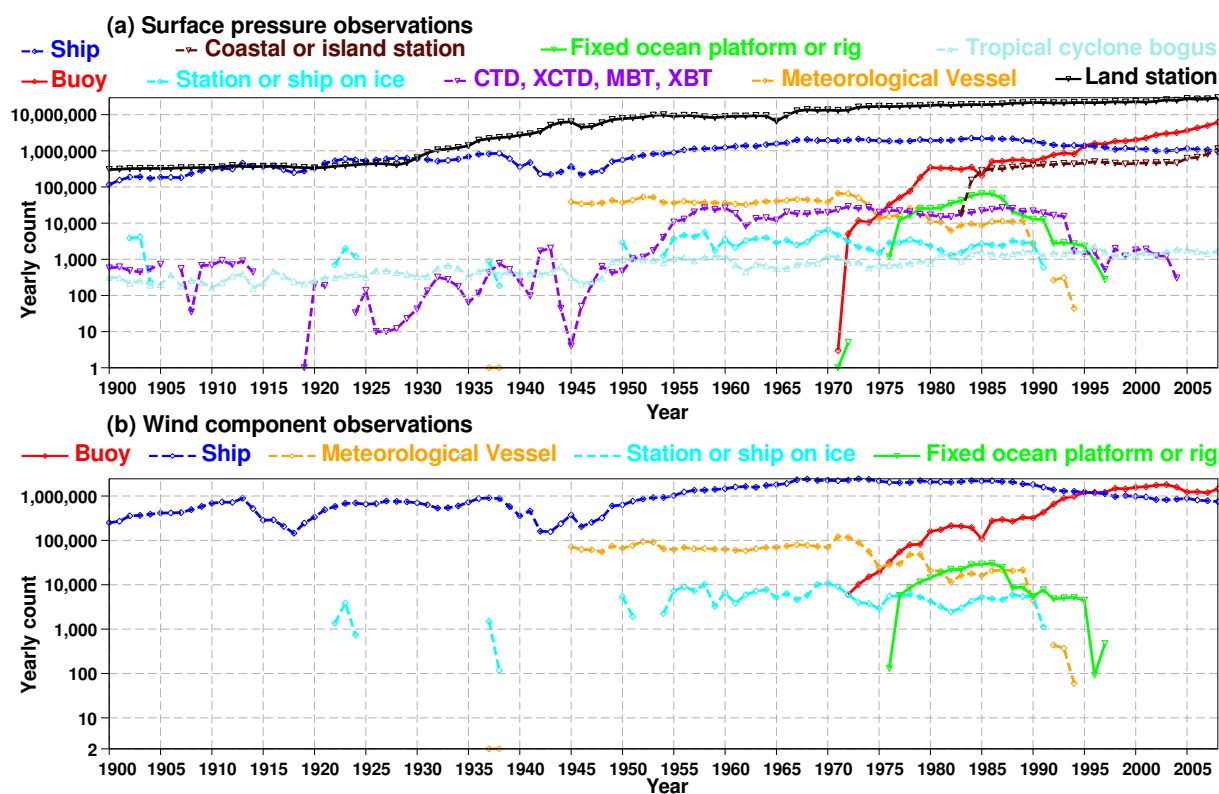 (a) Surface pressure observations
Ship Coastal or island station Fixed ocean platform or rig Tropical cyclone bogus
Buoy Station or ship on ice CTD, XCTD, MBT, XBT Meteorological Vessel Land station
10,000,000
1,000,000
100,000
10,000
1,000
100
10
1
Yearly count
1900 1905 1910 1915 1920 1925 1930 1935 1940 1945 1950 1955 1960 1965 1970 1975 1980 1985 1990 1995 2000 2005
Year
(b) Wind component observations
Buoy Ship Meteorological Vessel Station or ship on ice Fixed ocean platform or rig
1,000,000
100,000
10,000
1,000
100
10
2
Yearly count
1900 1905 1910 1915 1920 1925 1930 1935 1940 1945 1950 1955 1960 1965 1970 1975 1980 1985 1990 1995 2000 2005
Year